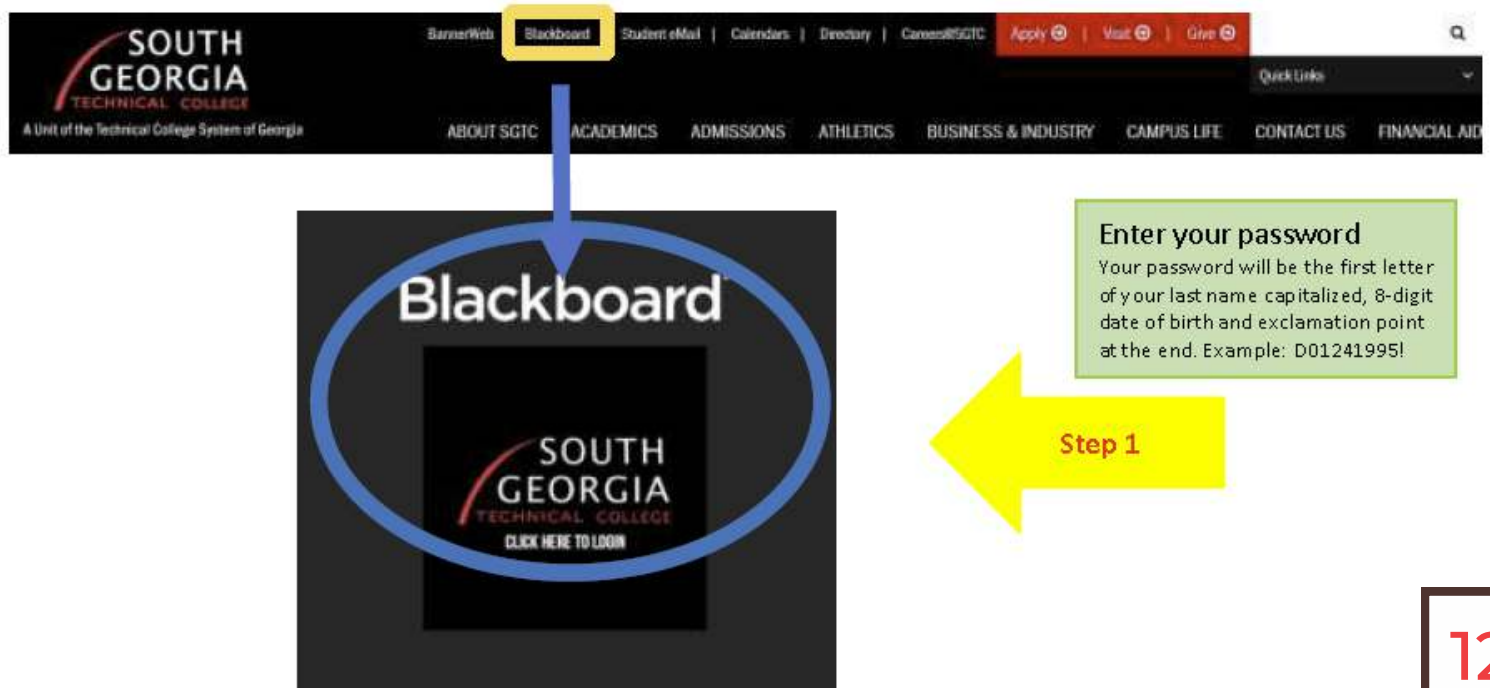 SOUTH
GEORGIA
TECHNICAL COLLEGE
A Unit of the Technical College System of Georgia
BannerWeb Blackboard Student eMail | Calendars | Directory | Careers@SGTC Apply | Visit | Give
Quick Links
ABOUT SGTC ACADEMICS ADMISSIONS ATHLETICS BUSINESS & INDUSTRY CAMPUS LIFE CONTACT US FINANCIAL AID
Enter your password
Your password will be the first letter
of your last name capitalized, 8-digit
date of birth and exclamation point
at the end. Example: D01241995!
Blackboard
Step 1
SOUTH
GEORGIA
TECHNICAL COLLEGE
CLICK HERE TO LOGIN
12